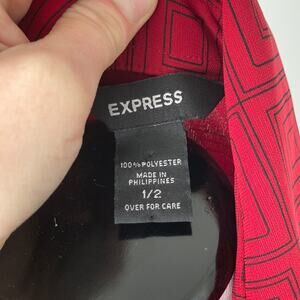 EXPRESS
100% POLYESTER
MADE IN
PHILIPPINES
1/2
OVER FOR CARE